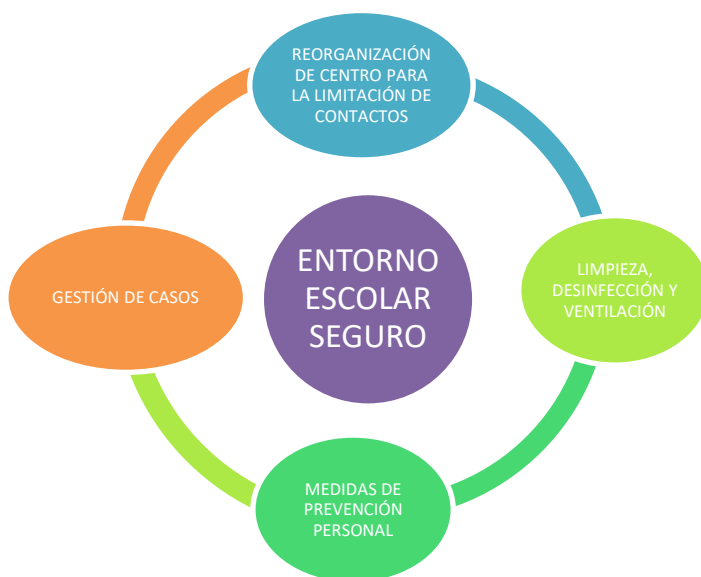 REORGANIZACIÓN
DE CENTRO PARA
LA LIMITACIÓN DE
CONTACTOS
ENTORNO
ESCOLAR
SEGURO
LIMPIEZA,
DESINFECCIÓN Y
VENTILACIÓN
GESTIÓN DE CASOS
MEDIDAS DE
PREVENCIÓN
PERSONAL